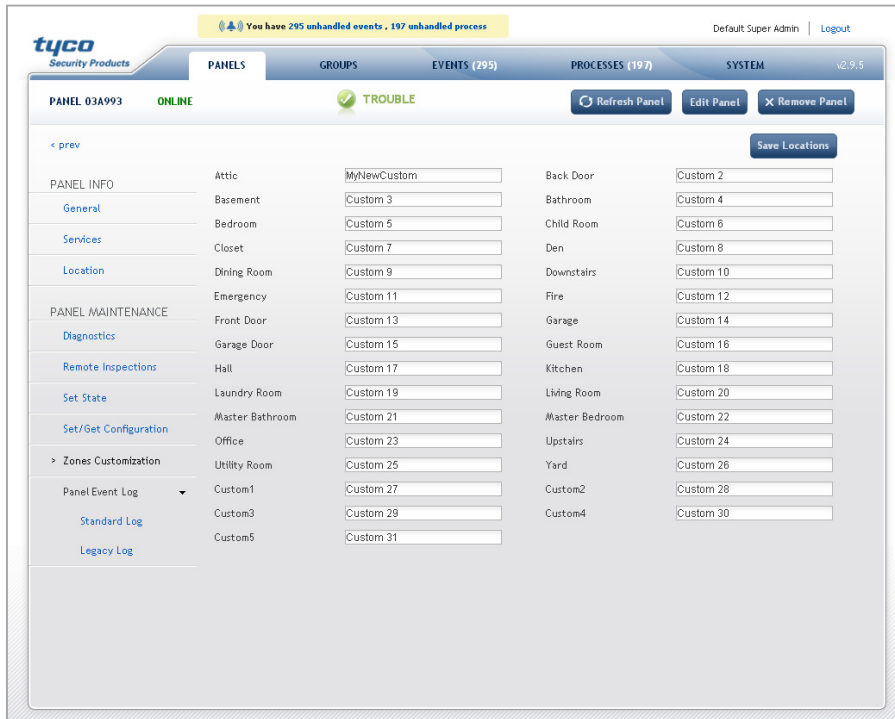 You have 295 unhandled events , 197 unhandled process
Default Super Admin | Logout
tyco
Security Products
PANELS GROUPS EVENTS (295) PROCESSES (197) SYSTEM v2.9.5
PANEL 03A993 ONLINE TROUBLE Refresh Panel Edit Panel X Remove Panel
< prev Save Locations
PANEL INFO
General
Services
Location
PANEL MAINTENANCE
Diagnostics
Remote Inspections
Set State
Set/Get Configuration
> Zones Customization
Panel Event Log
Standard Log
Legacy Log
Attic MyNewCustom Back Door Custom 2
Basement Custom 3 Bathroom Custom 4
Bedroom Custom 5 Child Room Custom 6
Closet Custom 7 Den Custom 8
Dining Room Custom 9 Downstairs Custom 10
Emergency Custom 11 Fire Custom 12
Front Door Custom 13 Garage Custom 14
Garage Door Custom 15 Guest Room Custom 16
Hall Custom 17 Kitchen Custom 18
Laundry Room Custom 19 Living Room Custom 20
Master Bathroom Custom 21 Master Bedroom Custom 22
Office Custom 23 Upstairs Custom 24
Utility Room Custom 25 Yard Custom 26
Custom1 Custom 27 Custom2 Custom 28
Custom3 Custom 29 Custom4 Custom 30
Custom5 Custom 31